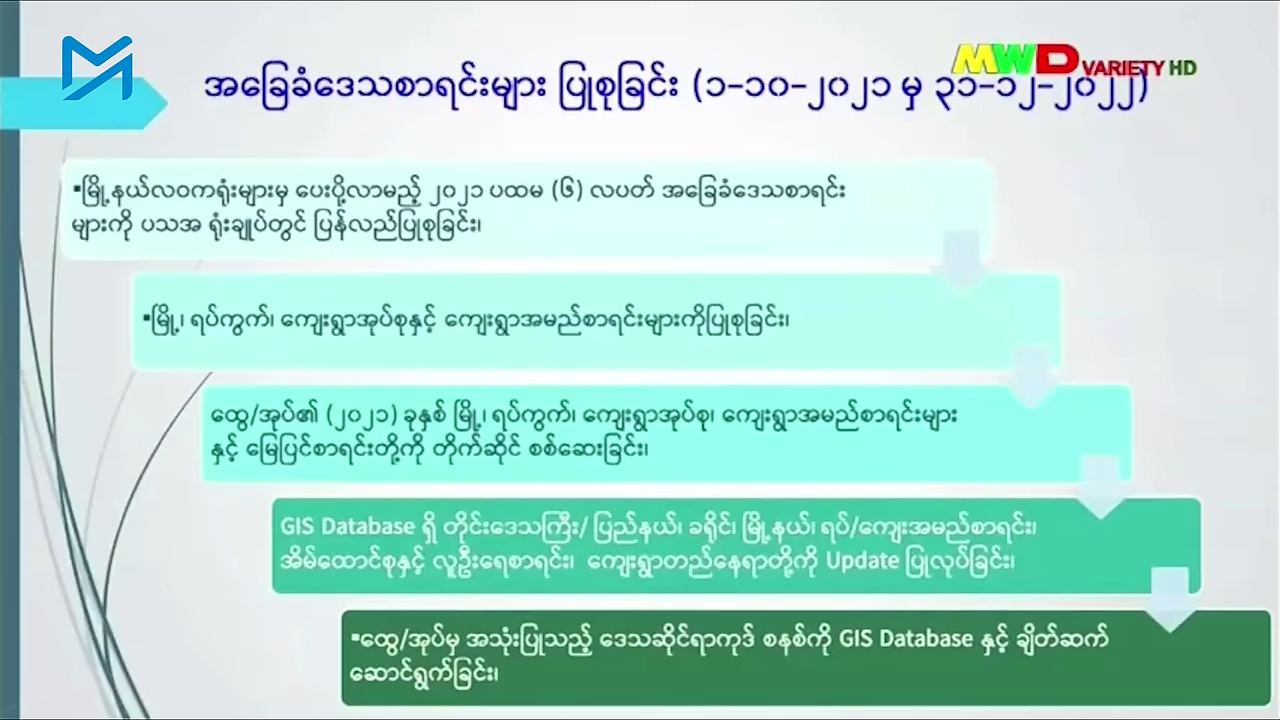 MWD VARIETY HD
အခြေခံဒေသစာရင်းများ ပြုစုခြင်း (၁-၁၀-၂၀၂၁ မှ ၃၁-၁၂-၂၀၂၂)
▪မြို့နယ်လဝကရုံးများမှ ပေးပို့လာမည့် ၂၀၂၁ ပထမ (၆) လပတ် အခြေခံဒေသစာရင်း
များကို ပသအ ရုံးချုပ်တွင် ပြန်လည်ပြုစုခြင်း၊
▪မြို့၊ ရပ်ကွက်၊ ကျေးရွာအုပ်စုနှင့် ကျေးရွာအမည်စာရင်းများကိုပြုစုခြင်း၊
ထွေ/အုပ်၏ (၂၀၂၁) ခုနှစ် မြို့၊ ရပ်ကွက်၊ ကျေးရွာအုပ်စု၊ ကျေးရွာအမည်စာရင်းများ
နှင့် မြေပြင်စာရင်းတို့ကို တိုက်ဆိုင် စစ်ဆေးခြင်း၊
GIS Database ရှိ တိုင်းဒေသကြီး/ ပြည်နယ်၊ ခရိုင်၊ မြို့နယ်၊ ရပ်/ကျေးအမည်စာရင်း၊
အိမ်ထောင်စုနှင့် လူဦးရေစာရင်း၊ ကျေးရွာတည်နေရာတို့ကို Update ပြုလုပ်ခြင်း၊
▪ထွေ/အုပ်မှ အသုံးပြုသည့် ဒေသဆိုင်ရာကုဒ် စနစ်ကို GIS Database နှင့် ချိတ်ဆက်
ဆောင်ရွက်ခြင်း၊